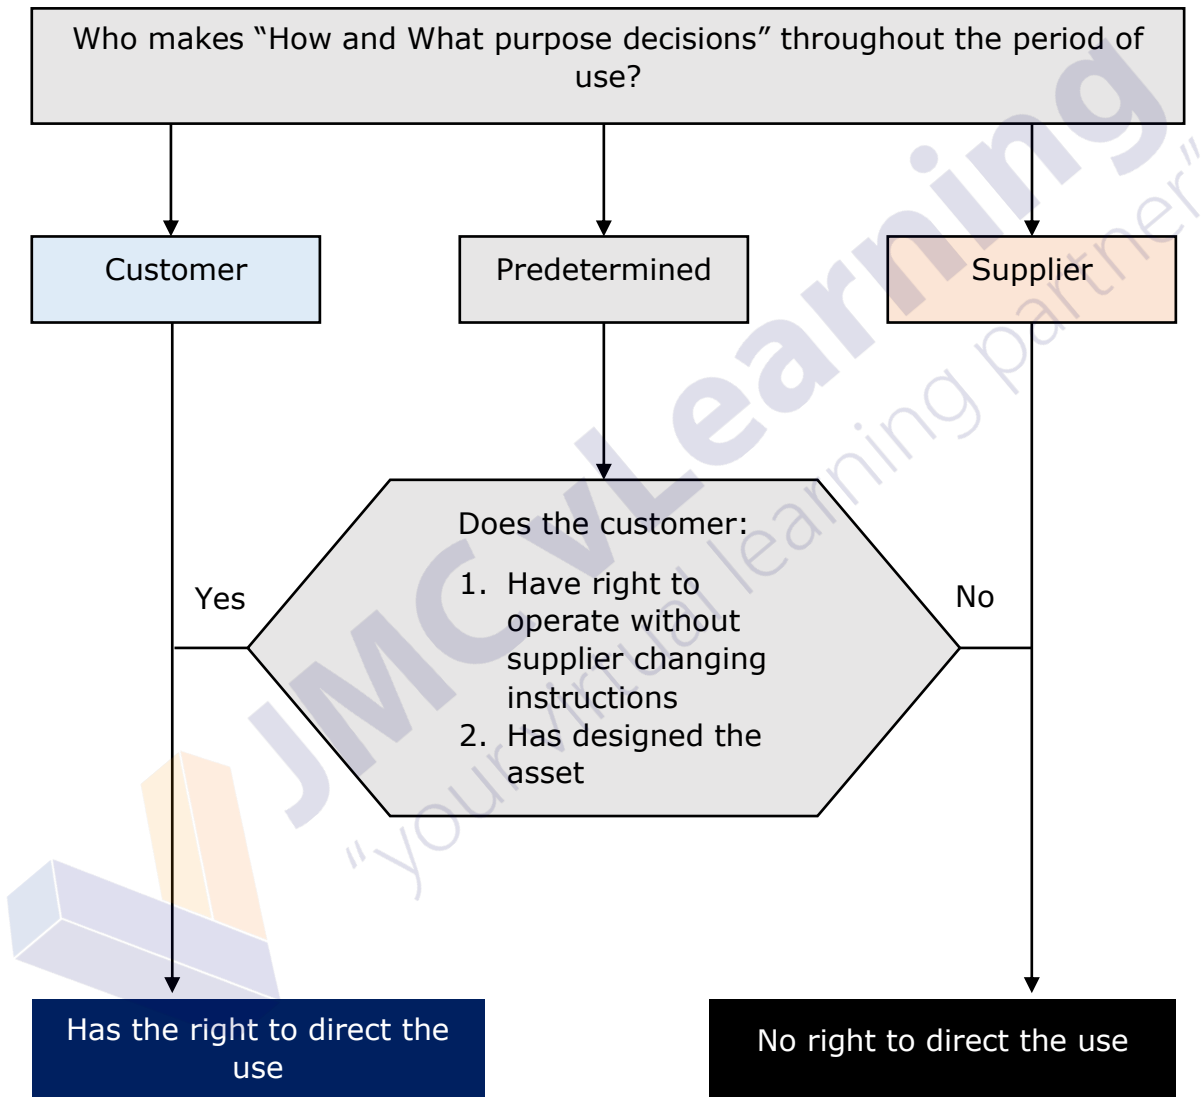 Who makes “How and What purpose decisions” throughout the period of
use?
Customer
Predetermined
Supplier
Does the customer:
1. Have right to
operate without
supplier changing
instructions
2. Has designed the
asset
Yes
No
Has the right to direct the
use
No right to direct the use
JMC vLearning
“your virtual learning partner”